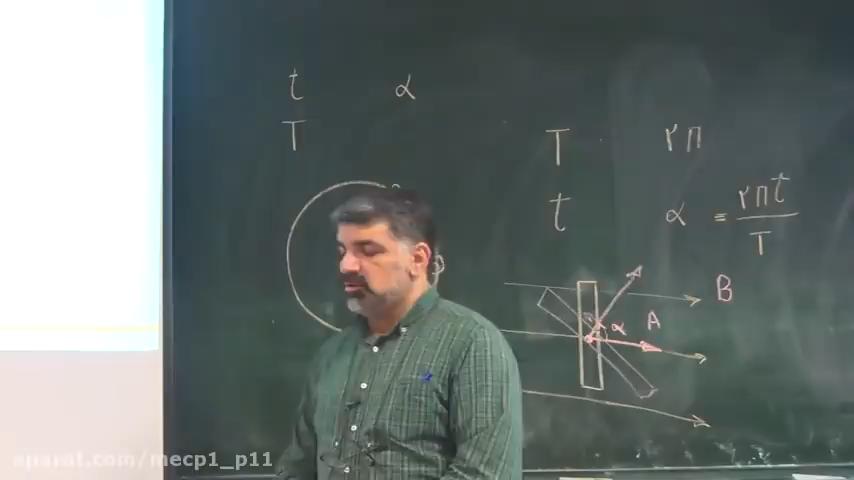 t α
T
T ۲π
t α = ۲πt / T
B
α A
aparat.com/mecp1_p11